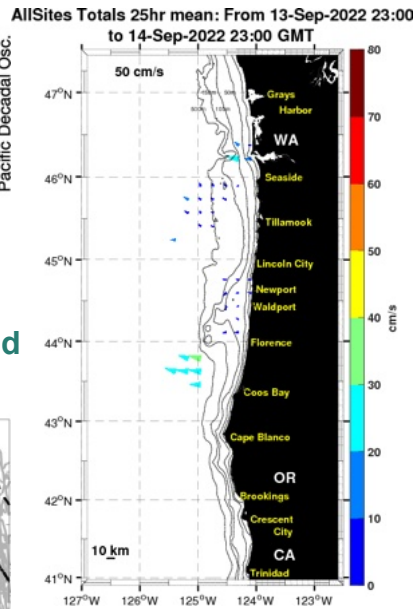 AllSites Totals 25hr mean: From 13-Sep-2022 23:00
to 14-Sep-2022 23:00 GMT
Pacific Decadal Osc.
d
50 cm/s
47°N
46°N
45°N
44°N
43°N
42°N
41°N
Grays
Harbor
WA
Seaside
Tillamook
Lincoln City
Newport
Waldport
Florence
Coos Bay
Cape Blanco
OR
Brookings
Crescent
City
CA
Trinidad
10 km
127°W
126°W
125°W
124°W
123°W
80
70
60
50
40
30
20
10
0
cm/s